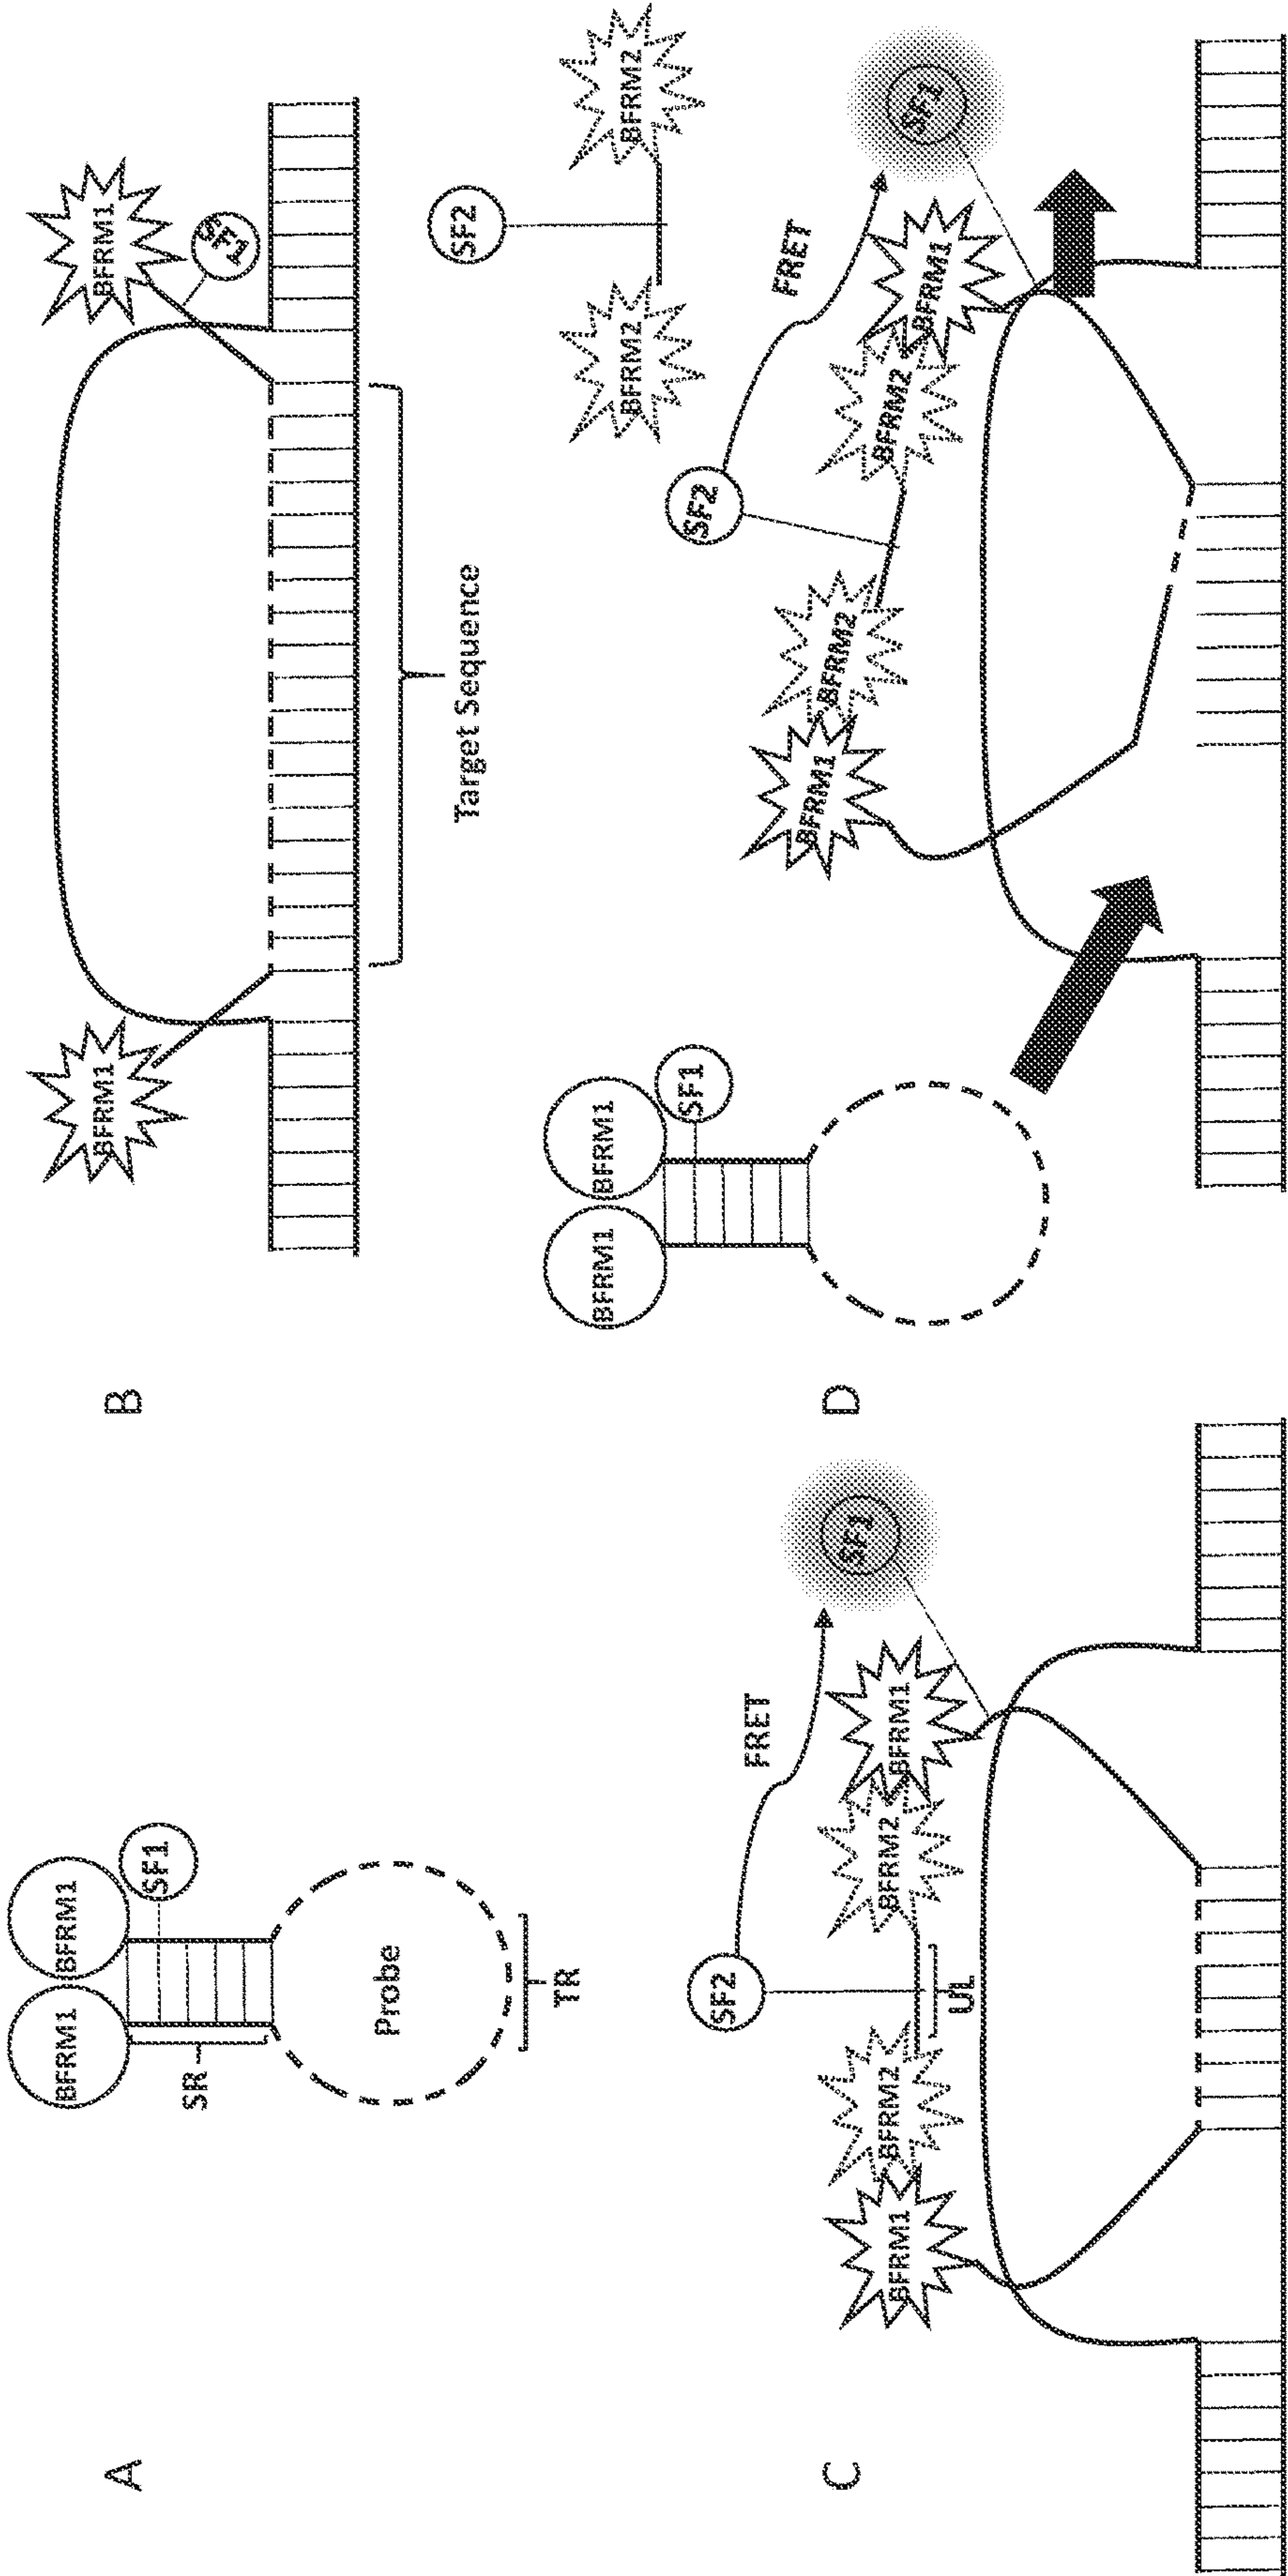 A
BFRM1
BFRM1
SF1
SR
Probe
TR
B
BFRM1
BFRM1
SF1
Target Sequence
C
SF2
FRET
BFRM1
BFRM2
BFRM2
BFRM1
SF1
UL
D
BFRM1
BFRM1
SF1
SF2
BFRM2
BFRM2
SF2
FRET
BFRM1
BFRM2
BFRM2
BFRM1
SF1